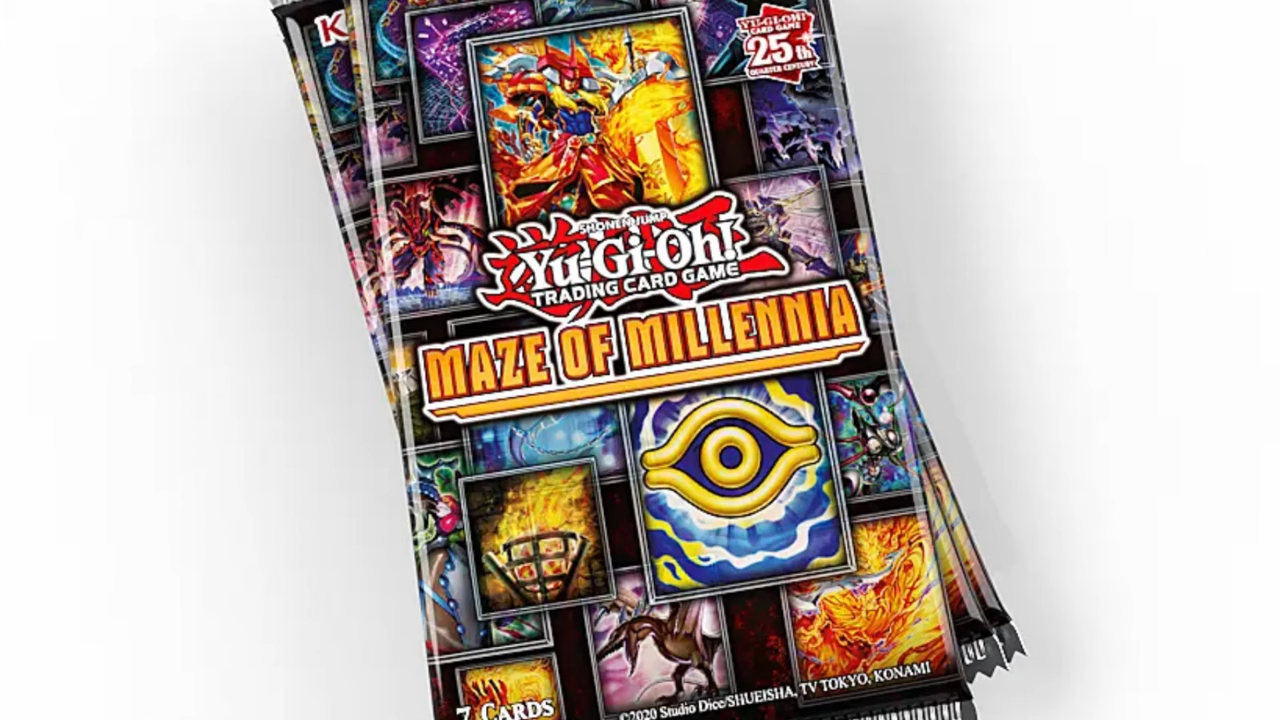 K
YU-GI-OH!
CARD GAME
25th
QUARTER CENTURY
SHONEN JUMP
Yu-Gi-Oh!
TRADING CARD GAME
MAZE OF MILLENNIA
7 CARDS
©2020 Studio Dice/SHUEISHA, TV TOKYO, KONAMI